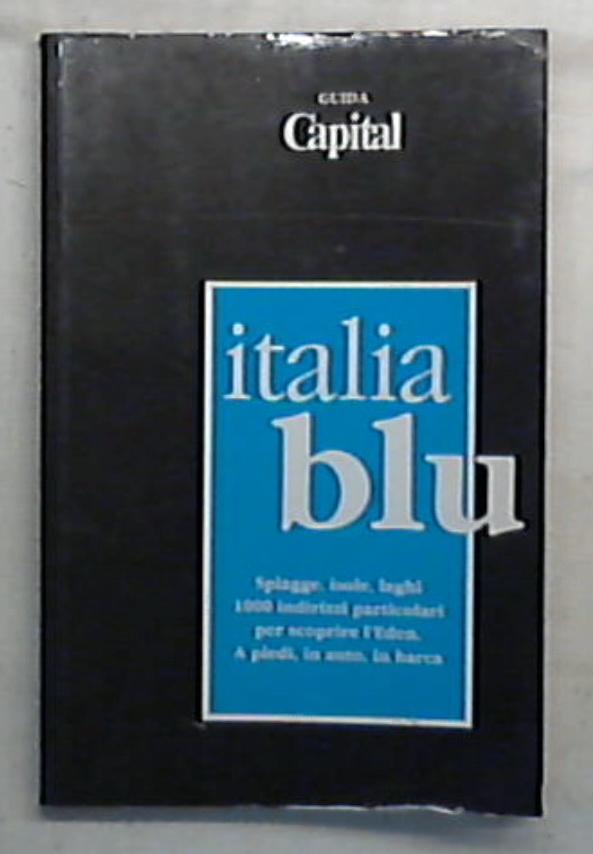 GUIDA
Capital
italia
blu
Spiagge, isole, laghi
1000 indirizzi particolari
per scoprire l'Eden.
A piedi, in auto, in barca